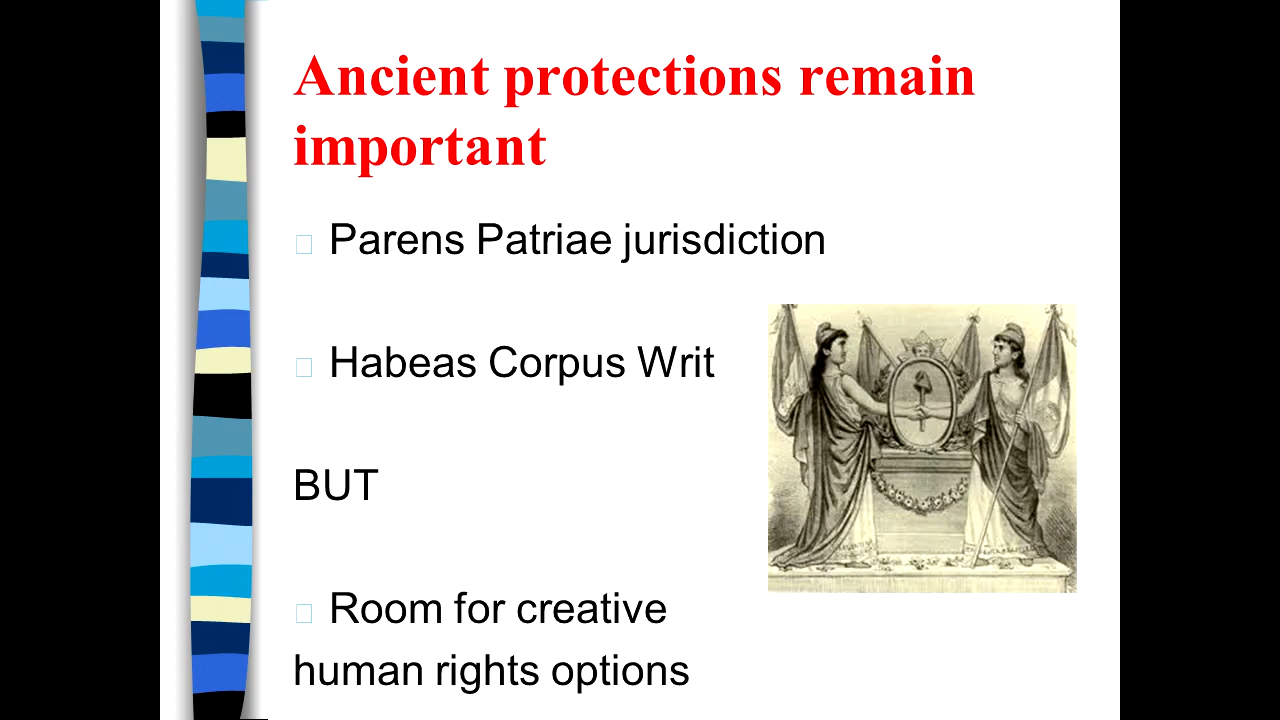 Ancient protections remain
important
Parens Patriae jurisdiction
Habeas Corpus Writ
BUT
Room for creative
human rights options